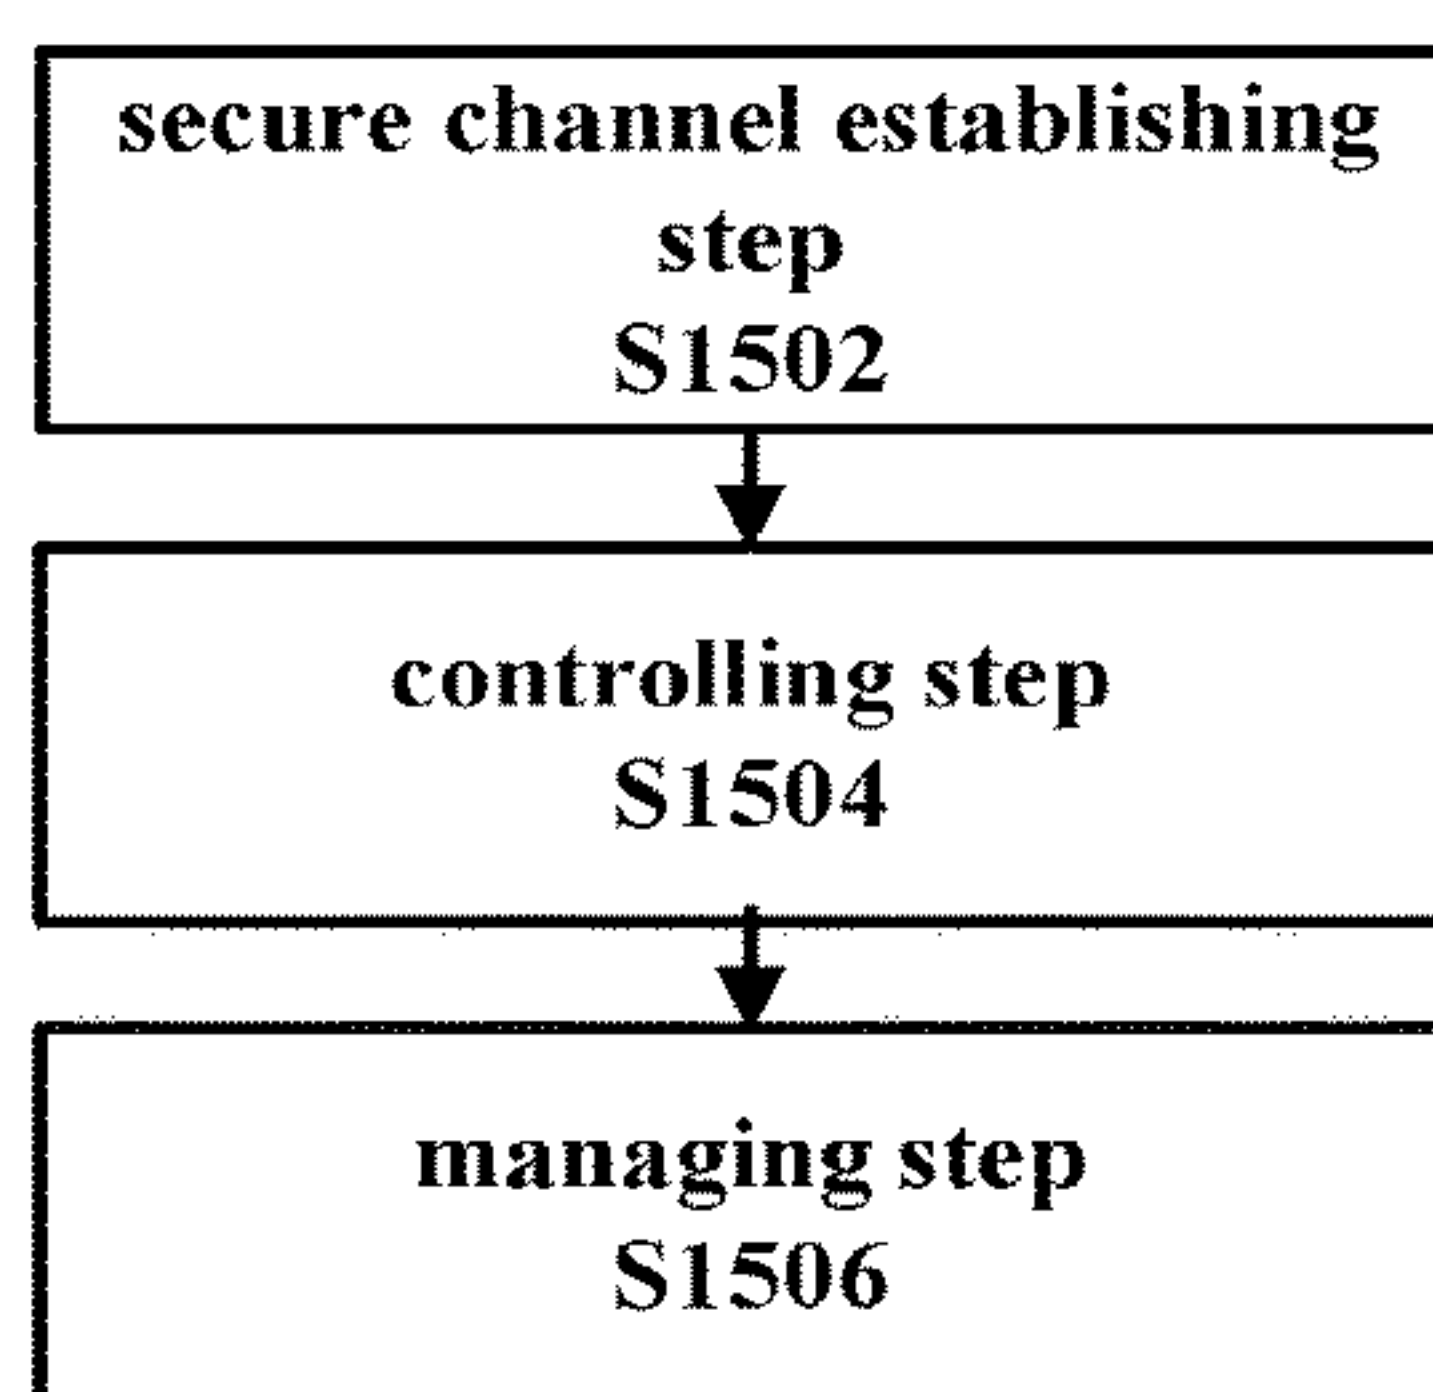 secure channel establishing
step
S1502
controlling step
S1504
managing step
S1506